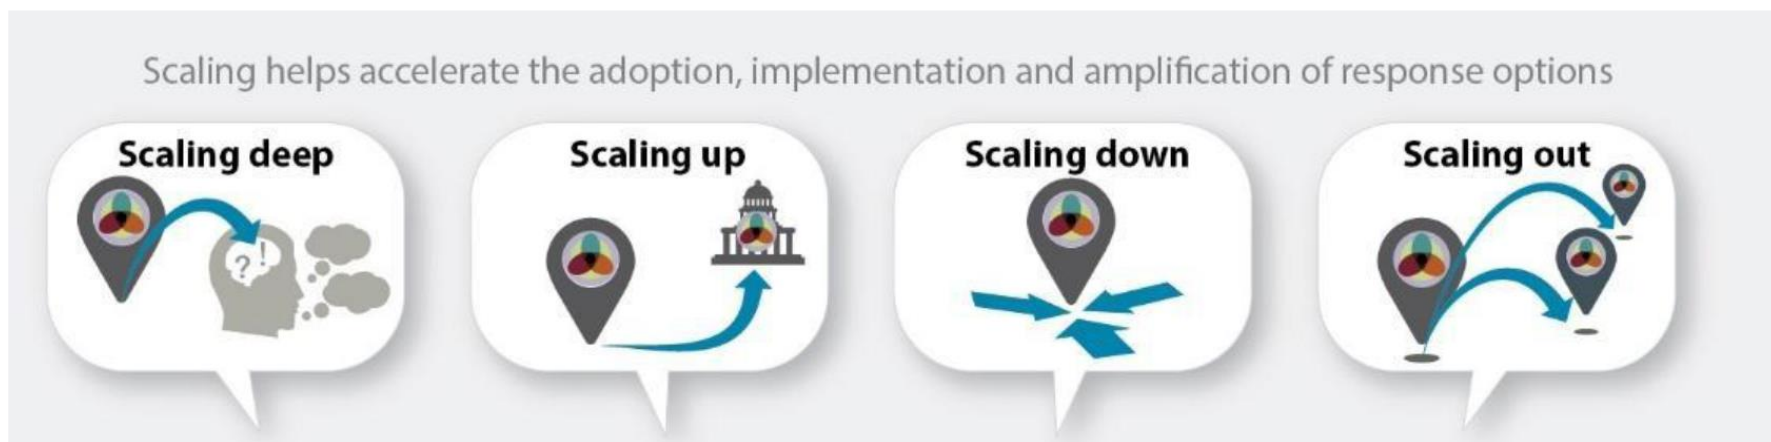 Scaling helps accelerate the adoption, implementation and amplification of response options
Scaling deep
Scaling up
Scaling down
Scaling out
? !